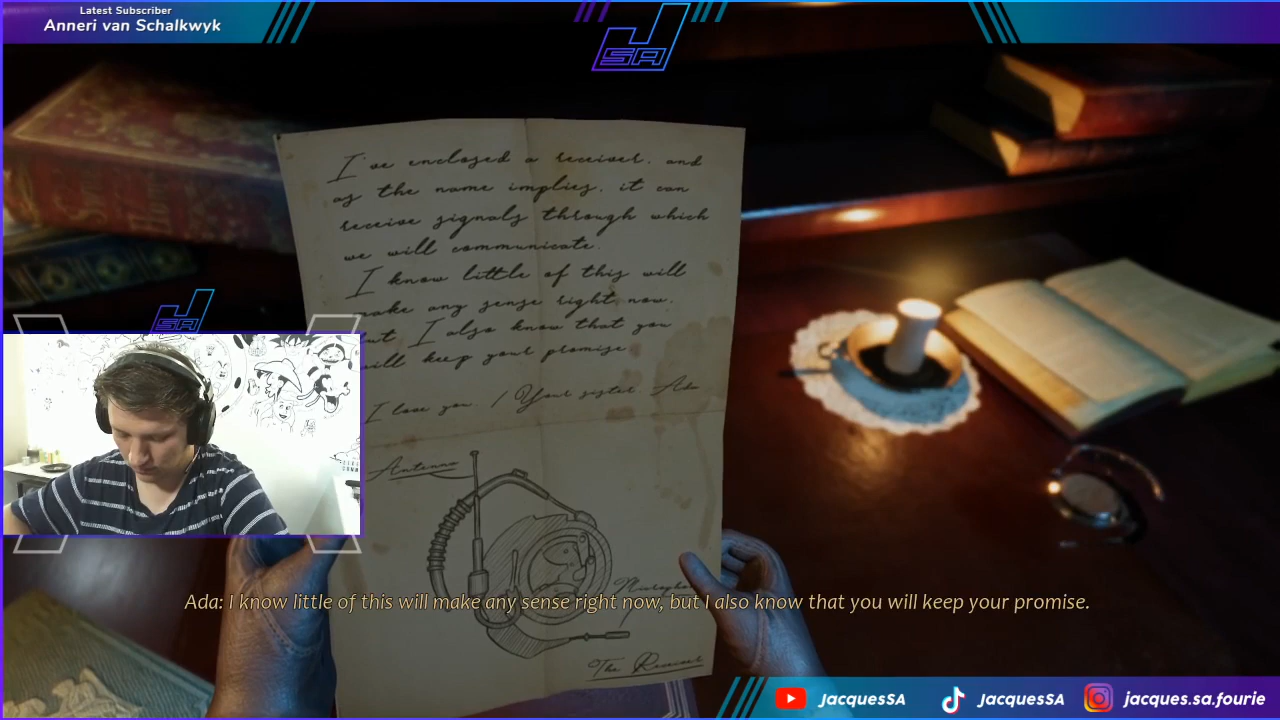 Latest Subscriber
Anneri van Schalkwyk
J
SA
I've enclosed a receiver, and
as the name implies, it can
receive signals through which
we will communicate.
I know little of this will
make any sense right now.
but I also know that you
will keep your promise
I love you / Your sister Ada
J
SA
Antenna
Ada: I know little of this will make any sense right now, but I also know that you will keep your promise.
The Receiver
JacquesSA
JacquesSA
jacques.sa.fourie